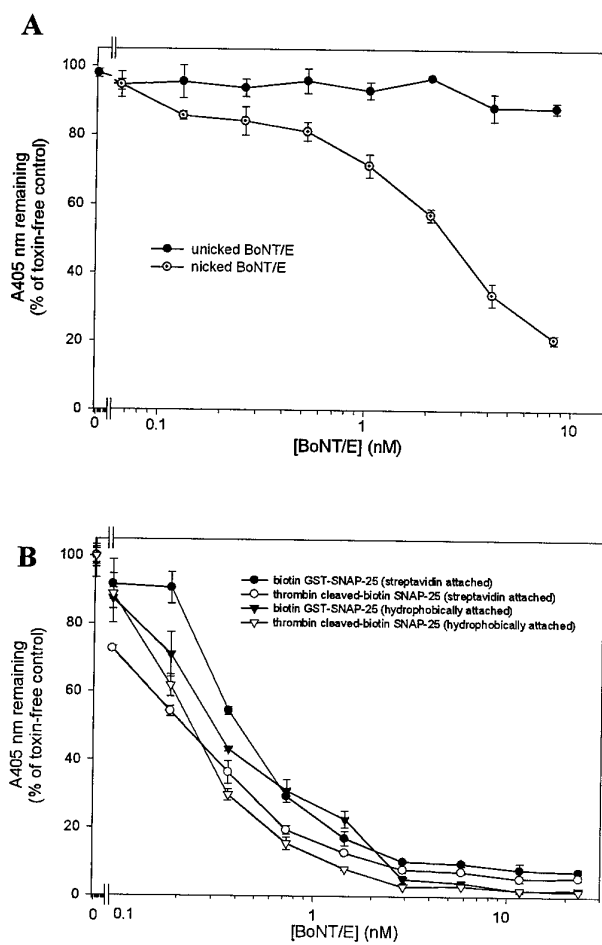 A
100
80
60
40
20
0
A405 nm remaining
(% of toxin-free control)
unicked BoNT/E
nicked BoNT/E
0 0.1 1 10
[BoNT/E] (nM)
B
100
80
60
40
20
0
A405 nm remaining
(% of toxin-free control)
biotin GST-SNAP-25 (streptavidin attached)
thrombin cleaved-biotin SNAP-25 (streptavidin attached)
biotin GST-SNAP-25 (hydrophobically attached)
thrombin cleaved-biotin SNAP-25 (hydrophobically attached)
0 0.1 1 10
[BoNT/E] (nM)